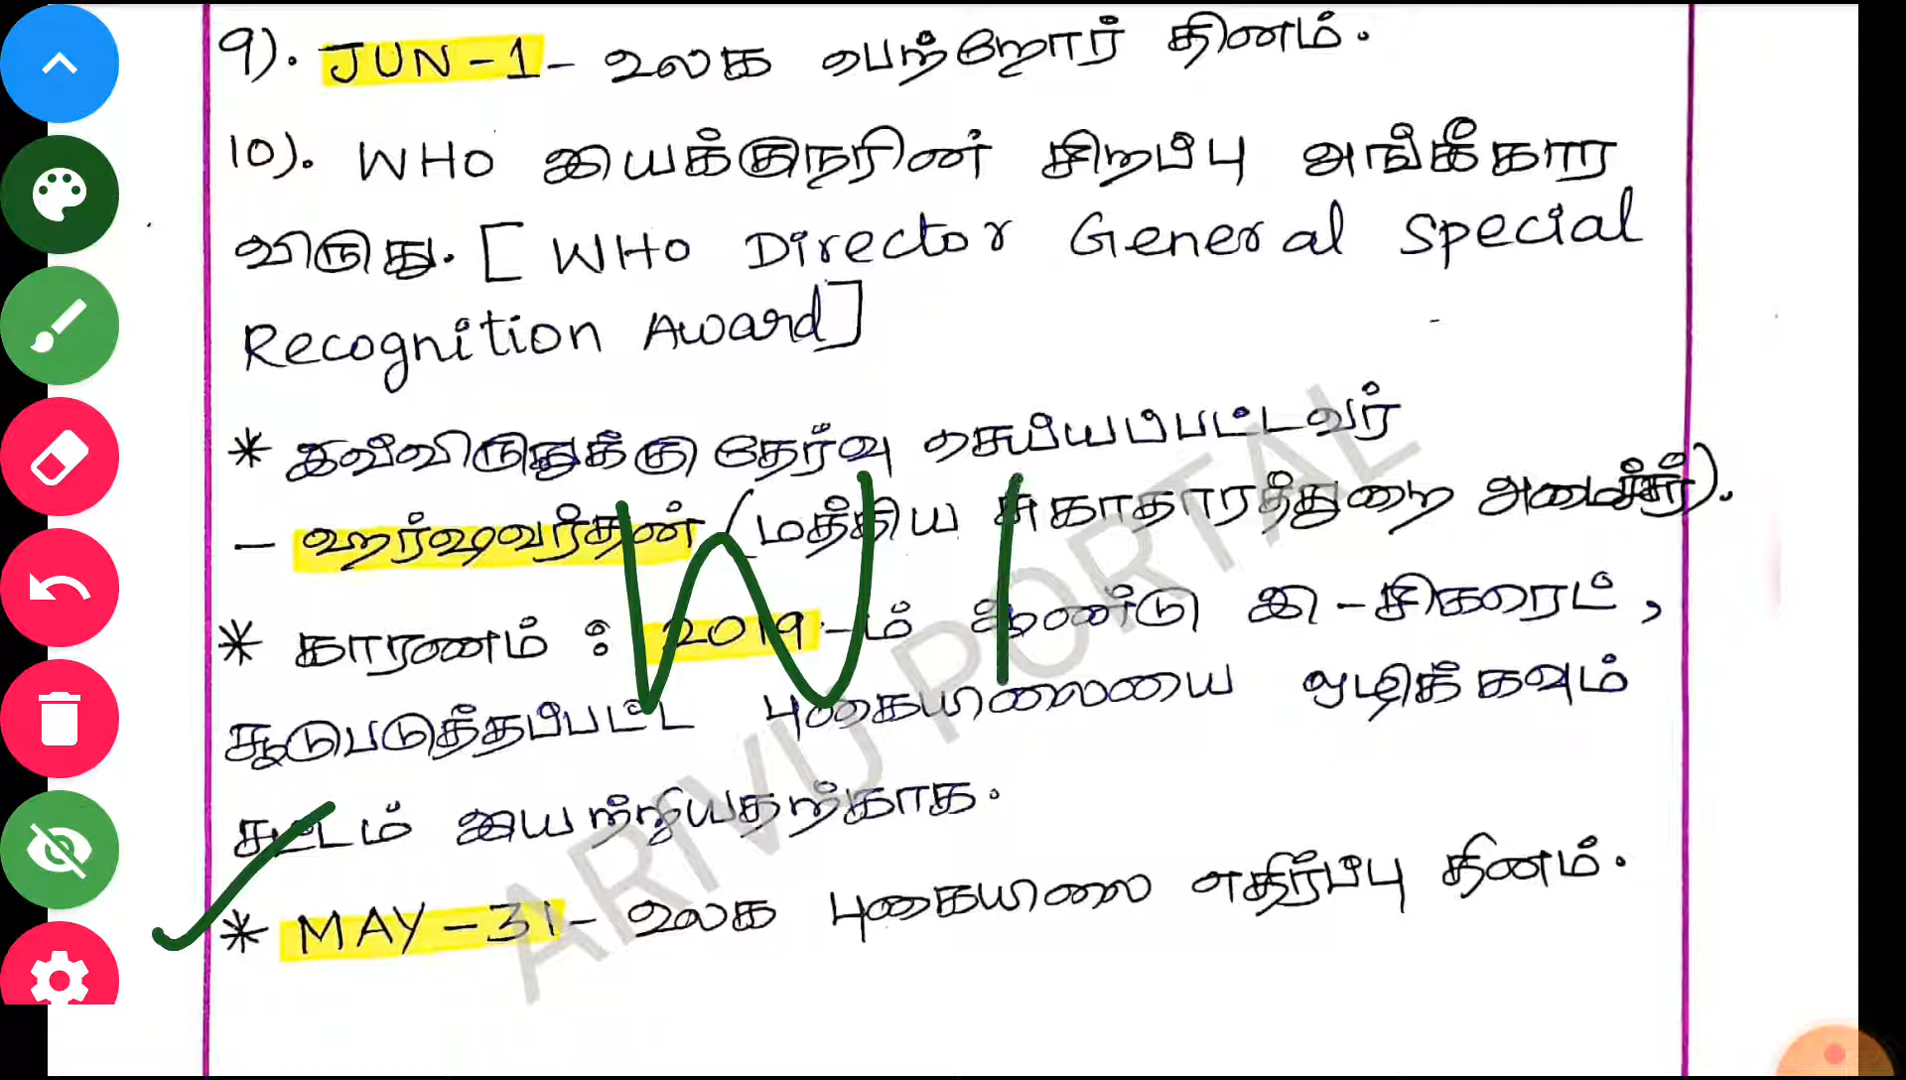 9). JUN-1- உலக பெற்றோர் தினம்.
10). WHO இயக்குநரின் சிறப்பு அங்கீகார
விருது. [WHO Director General Special
Recognition Award]
* இவ்விருதுக்கு தேர்வு செய்யப்பட்டவர்
- ஹர்ஷவர்தன் (மத்திய சுகாதாரத்துறை அமைச்சர்).
* காரணம் : 2019-ம் ஆண்டு இ-சிகரைட்,
சூடுபடுத்தப்பட்ட புகையிலையை ஒழிக்கவும்
சட்டம் இயற்றியதற்காக.
* MAY-31- உலக புகையிலை எதிர்ப்பு தினம்.
ARIVU PORTAL